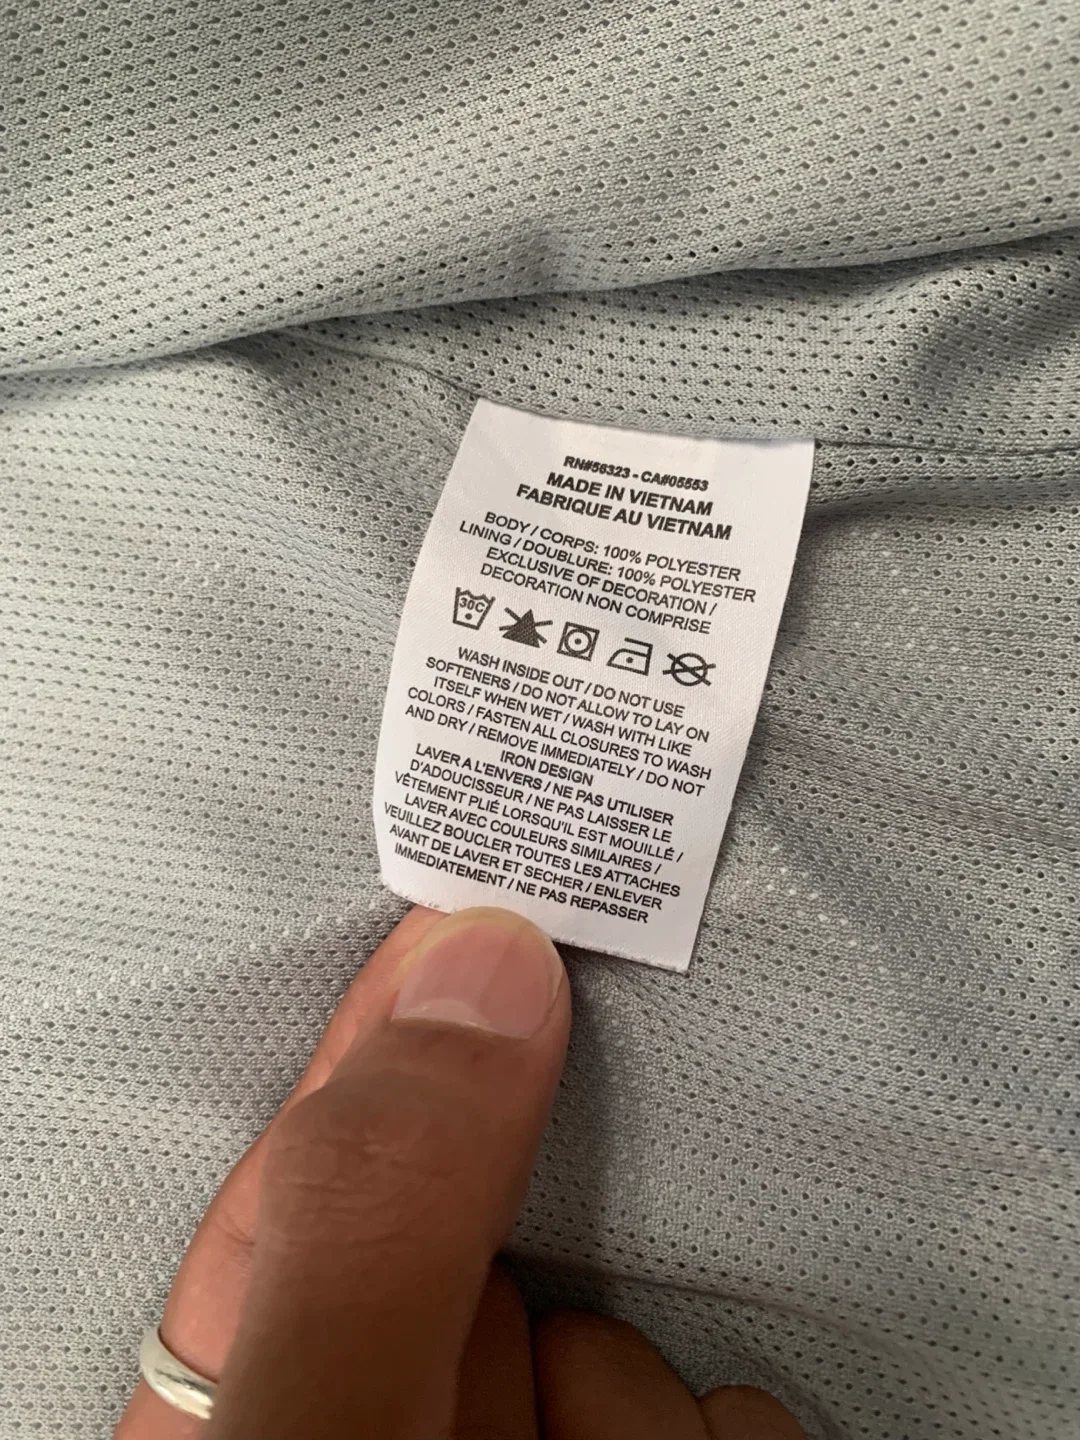 RN#56323 - CA#05553
MADE IN VIETNAM
FABRIQUE AU VIETNAM
BODY / CORPS: 100% POLYESTER
LINING / DOUBLURE: 100% POLYESTER
EXCLUSIVE OF DECORATION /
DECORATION NON COMPRISE
30C
WASH INSIDE OUT / DO NOT USE
SOFTENERS / DO NOT ALLOW TO LAY ON
ITSELF WHEN WET / WASH WITH LIKE
COLORS / FASTEN ALL CLOSURES TO WASH
AND DRY / REMOVE IMMEDIATELY / DO NOT
IRON DESIGN
LAVER A L'ENVERS / NE PAS UTILISER
D'ADOUCISSEUR / NE PAS LAISSER LE
VÊTEMENT PLIÉ LORSQU'IL EST MOUILLÉ /
LAVER AVEC COULEURS SIMILAIRES /
VEUILLEZ BOUCLER TOUTES LES ATTACHES
AVANT DE LAVER ET SECHER / ENLEVER
IMMEDIATEMENT / NE PAS REPASSER